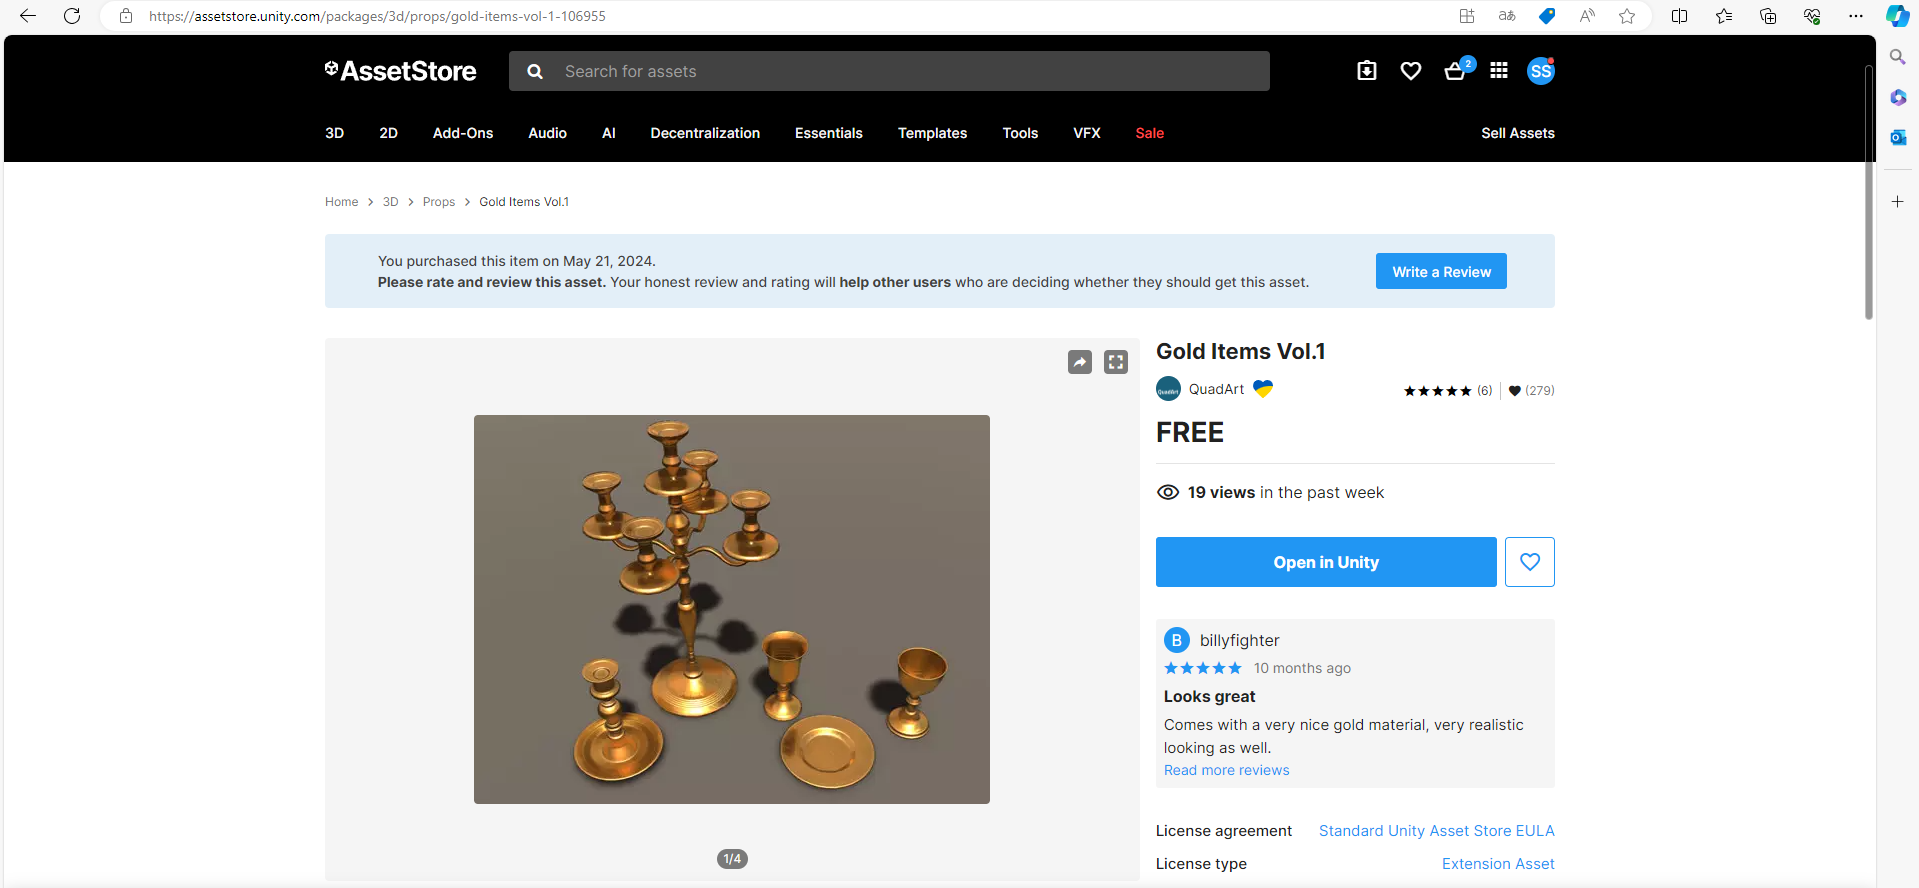 https://assetstore.unity.com/packages/3d/props/gold-items-vol-1-106955
AssetStore
Search for assets
2
SS
3D 2D Add-Ons Audio AI Decentralization Essentials Templates Tools VFX Sale Sell Assets
Home > 3D > Props > Gold Items Vol.1
You purchased this item on May 21, 2024.
Please rate and review this asset. Your honest review and rating will help other users who are deciding whether they should get this asset.
Write a Review
Gold Items Vol.1
QuadArt
(6) (279)
FREE
19 views in the past week
Open in Unity
B billyfighter
10 months ago
Looks great
Comes with a very nice gold material, very realistic
looking as well.
Read more reviews
1/4
License agreement Standard Unity Asset Store EULA
License type Extension Asset